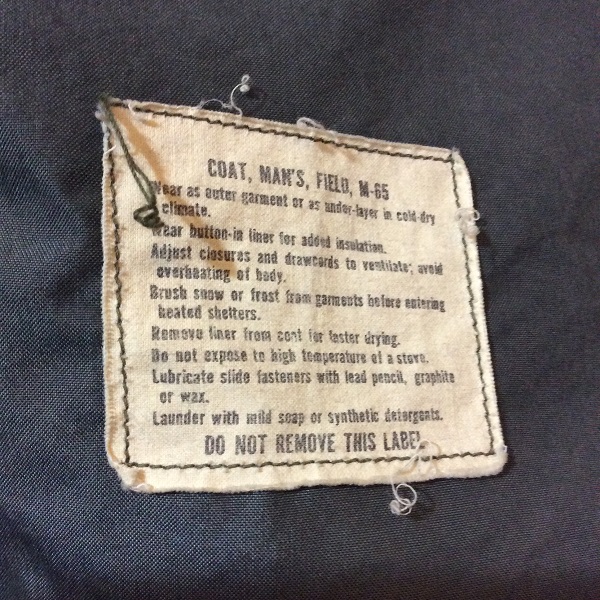 COAT, MAN'S, FIELD, M-65
Wear as outer garment or as under-layer in cold-dry
climate.
Wear button-in liner for added insulation.
Adjust closures and drawcords to ventilate; avoid
overheating of body.
Brush snow or frost from garments before entering
heated shelters.
Remove liner from coat for faster drying.
Do not expose to high temperature of a stove.
Lubricate slide fasteners with lead pencil, graphite
or wax.
Launder with mild soap or synthetic detergents.
DO NOT REMOVE THIS LABEL